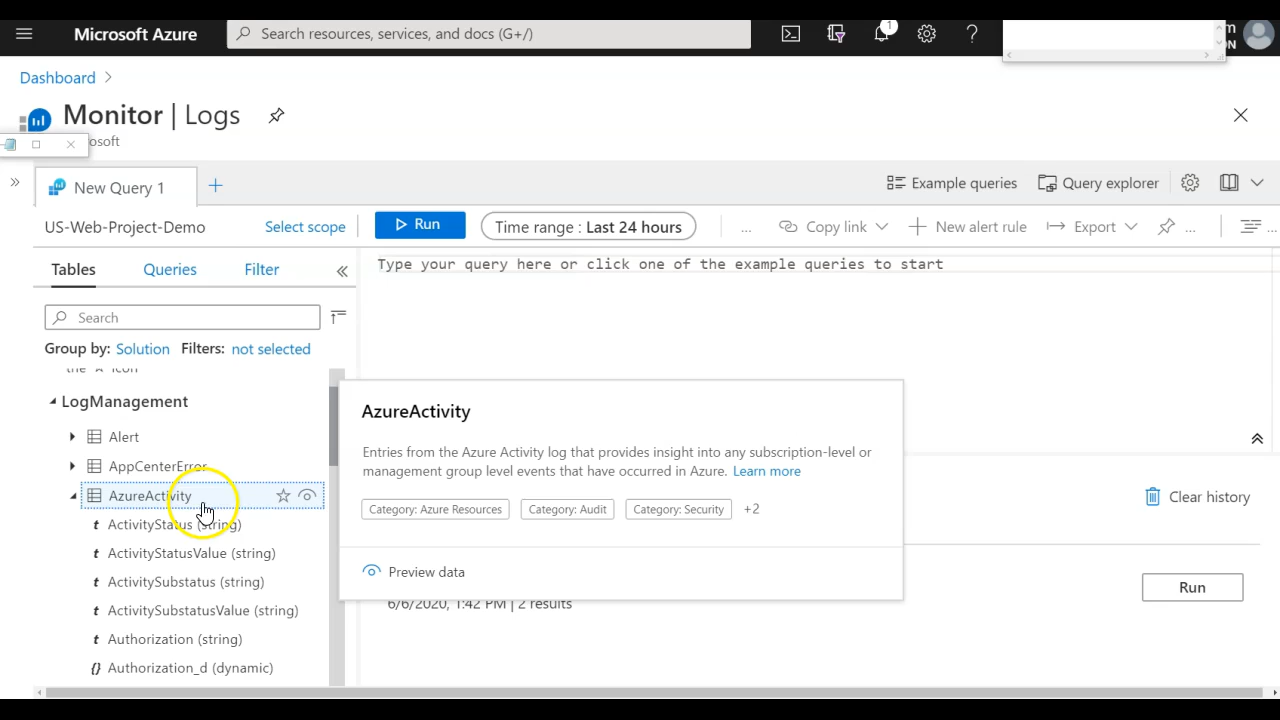 Microsoft Azure
Search resources, services, and docs (G+/)
1
m
ON
Dashboard
Monitor | Logs
osoft
New Query 1
Example queries
Query explorer
US-Web-Project-Demo
Select scope
Run
Time range : Last 24 hours
...
Copy link
New alert rule
Export
...
...
Tables
Queries
Filter
Type your query here or click one of the example queries to start
Search
Group by: Solution Filters: not selected
LogManagement
Alert
AppCenterError
AzureActivity
ActivityStatus (string)
ActivityStatusValue (string)
ActivitySubstatus (string)
ActivitySubstatusValue (string)
Authorization (string)
Authorization_d (dynamic)
AzureActivity
Entries from the Azure Activity log that provides insight into any subscription-level or
management group level events that have occurred in Azure. Learn more
Category: Azure Resources
Category: Audit
Category: Security
+2
Preview data
Clear history
6/6/2020, 1:42 PM | 2 results
Run